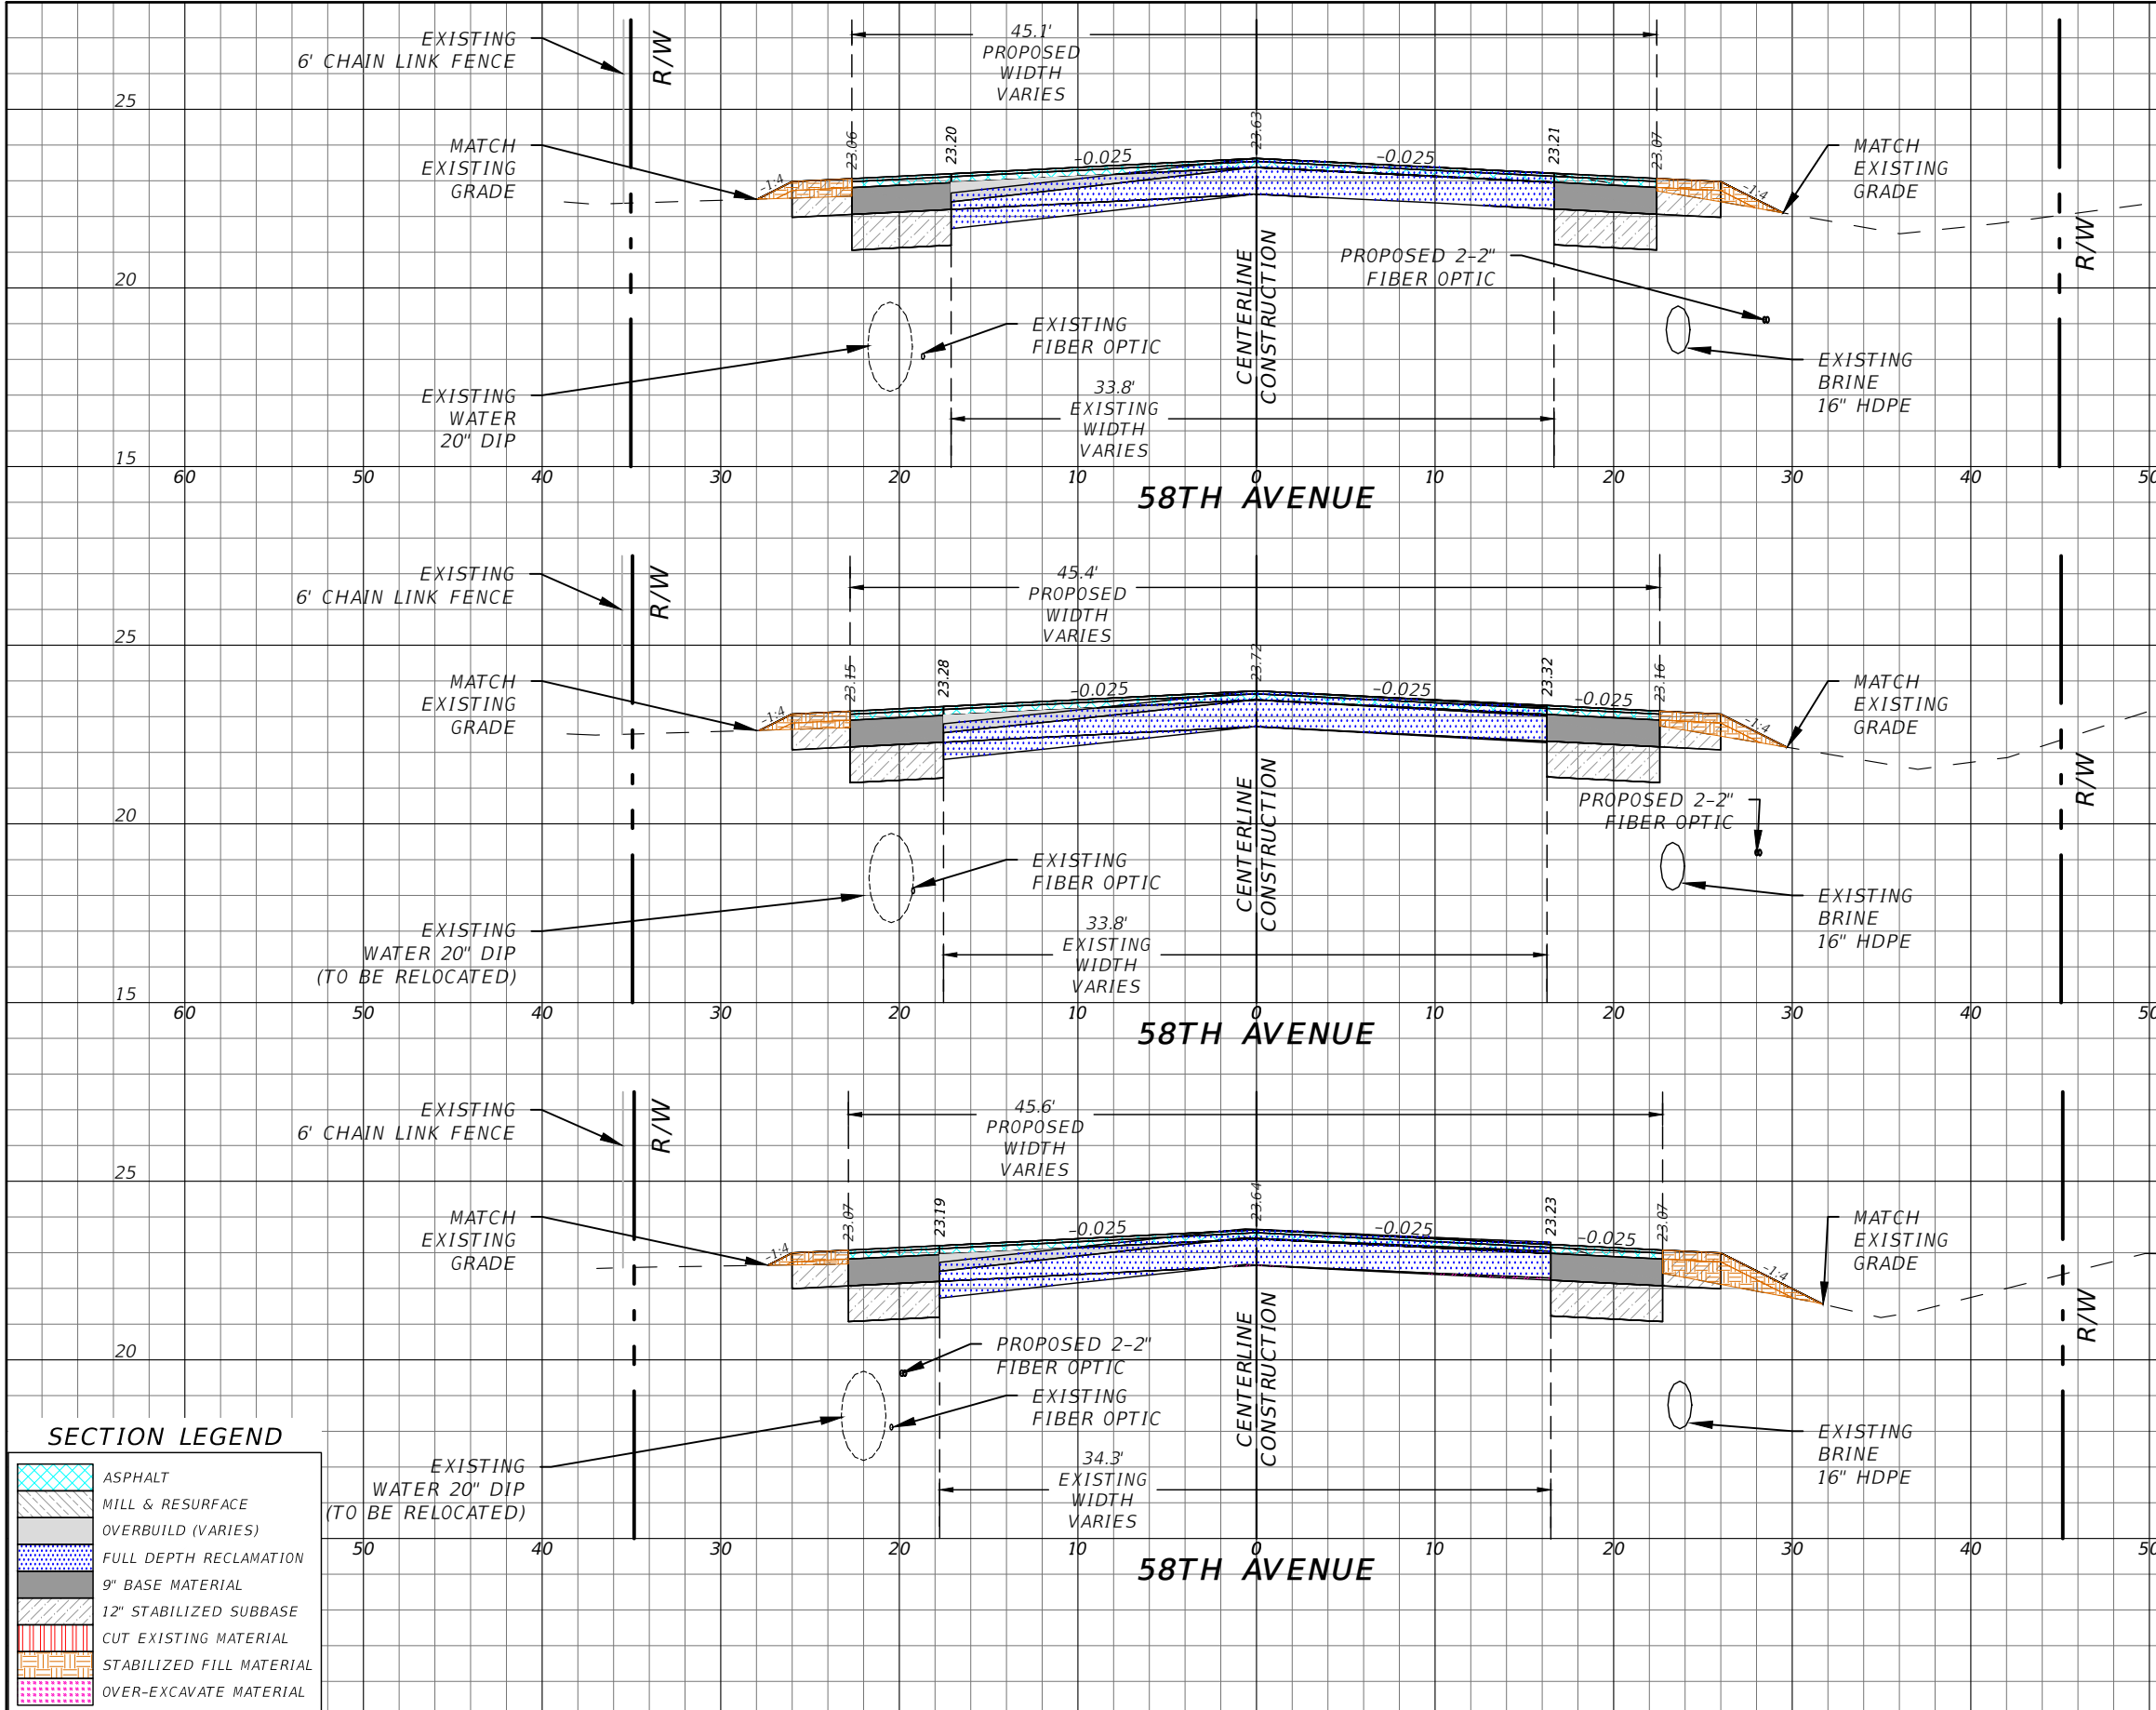 EXISTING
6' CHAIN LINK FENCE
R/W
45.1'
PROPOSED
WIDTH
VARIES
25
MATCH
EXISTING
GRADE
-1:4
23.06
23.20
-0.025
23.63
-0.025
23.21
23.07
-1:4
MATCH
EXISTING
GRADE
R/W
20
PROPOSED 2-2"
FIBER OPTIC
CENTERLINE
CONSTRUCTION
EXISTING
FIBER OPTIC
EXISTING
WATER
20" DIP
33.8'
EXISTING
WIDTH
VARIES
EXISTING
BRINE
16" HDPE
15
60 50 40 30 20 10 0 10 20 30 40 50
58TH AVENUE
EXISTING
6' CHAIN LINK FENCE
R/W
45.4'
PROPOSED
WIDTH
VARIES
25
MATCH
EXISTING
GRADE
-1:4
23.15
23.28
-0.025
23.72
-0.025
23.32
-0.025
23.16
-1:4
MATCH
EXISTING
GRADE
R/W
20
PROPOSED 2-2"
FIBER OPTIC
CENTERLINE
CONSTRUCTION
EXISTING
FIBER OPTIC
EXISTING
WATER 20" DIP
(TO BE RELOCATED)
33.8'
EXISTING
WIDTH
VARIES
EXISTING
BRINE
16" HDPE
15
60 50 40 30 20 10 0 10 20 30 40 50
58TH AVENUE
EXISTING
6' CHAIN LINK FENCE
R/W
45.6'
PROPOSED
WIDTH
VARIES
25
MATCH
EXISTING
GRADE
-1:4
23.07
23.19
-0.025
23.64
-0.025
23.23
-0.025
23.07
-1:4
MATCH
EXISTING
GRADE
R/W
20
PROPOSED 2-2"
FIBER OPTIC
EXISTING
FIBER OPTIC
CENTERLINE
CONSTRUCTION
EXISTING
WATER 20" DIP
(TO BE RELOCATED)
34.3'
EXISTING
WIDTH
VARIES
EXISTING
BRINE
16" HDPE
50 40 30 20 10 0 10 20 30 40 50
58TH AVENUE
SECTION LEGEND
ASPHALT
MILL & RESURFACE
OVERBUILD (VARIES)
FULL DEPTH RECLAMATION
9" BASE MATERIAL
12" STABILIZED SUBBASE
CUT EXISTING MATERIAL
STABILIZED FILL MATERIAL
OVER-EXCAVATE MATERIAL